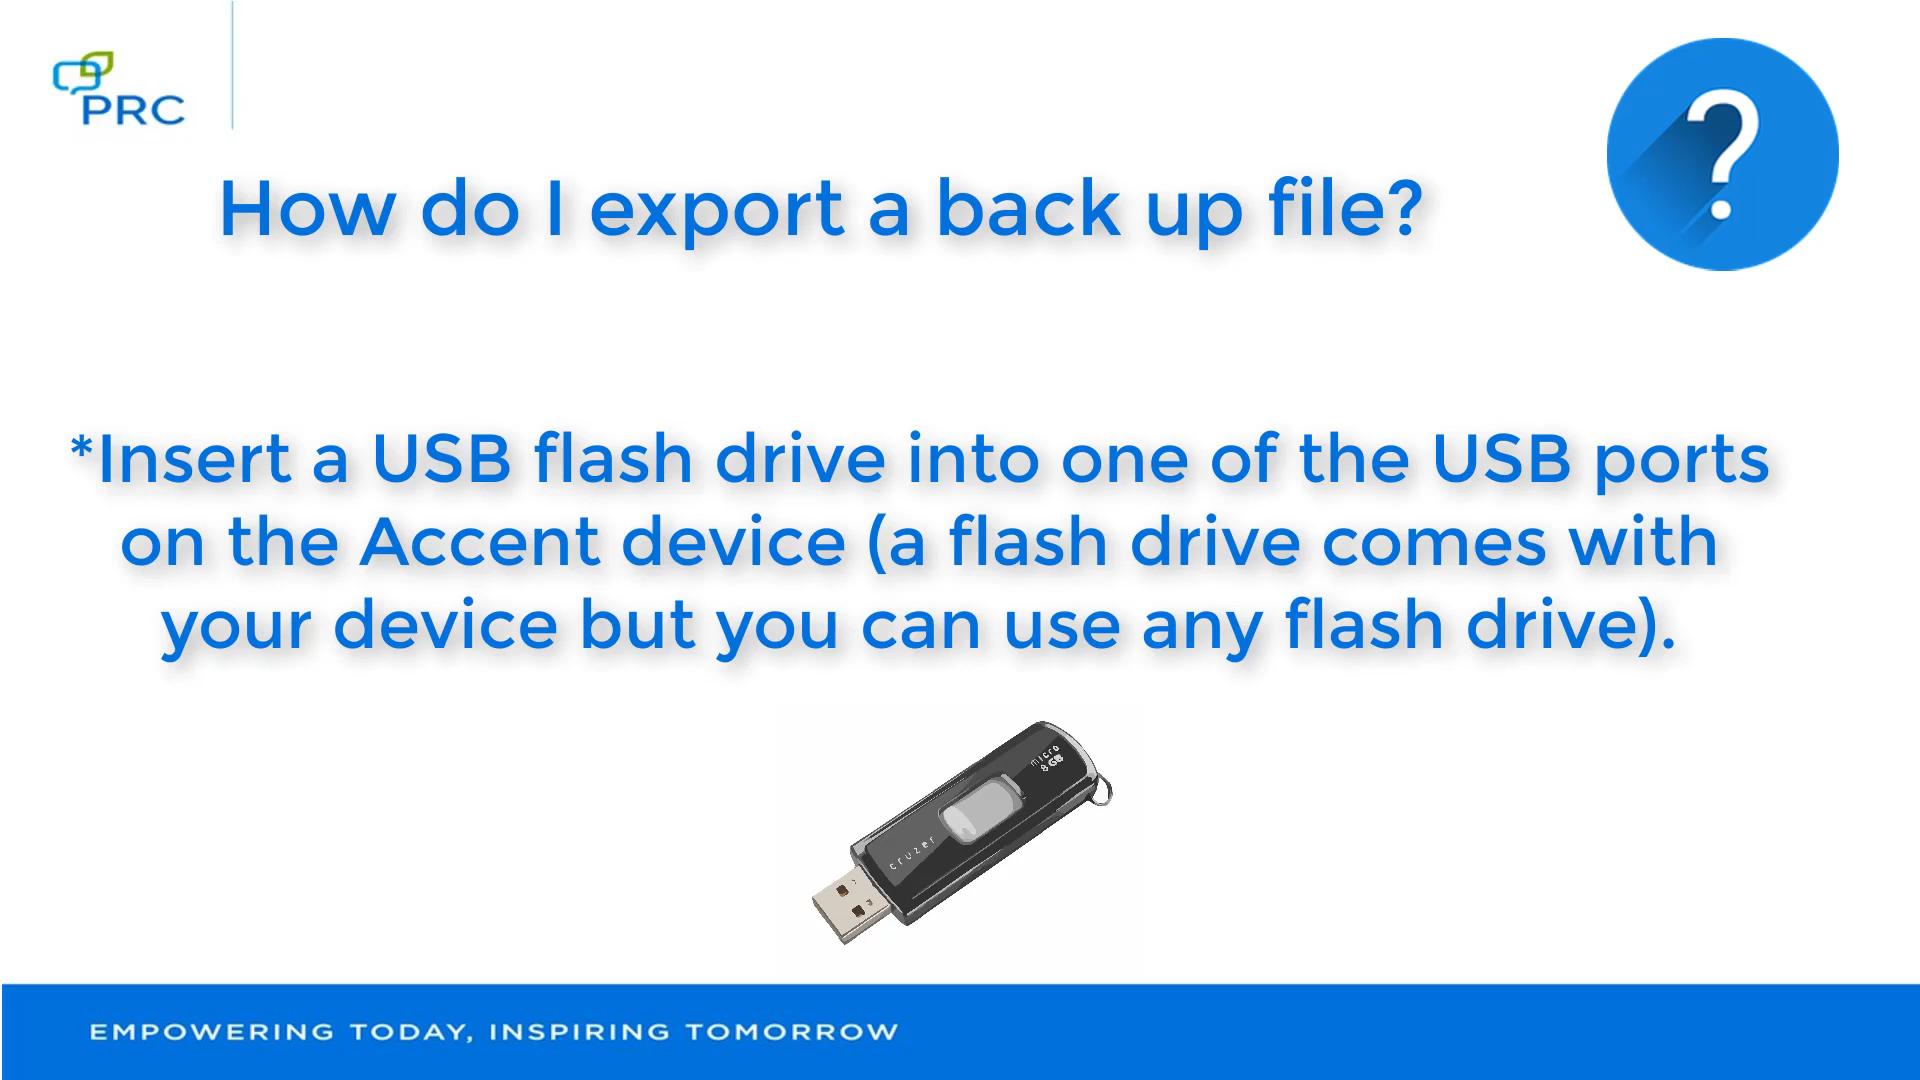 PRC
?
How do I export a back up file?
*Insert a USB flash drive into one of the USB ports
on the Accent device (a flash drive comes with
your device but you can use any flash drive).
micro
8 GB
cruzer
EMPOWERING TODAY, INSPIRING TOMORROW